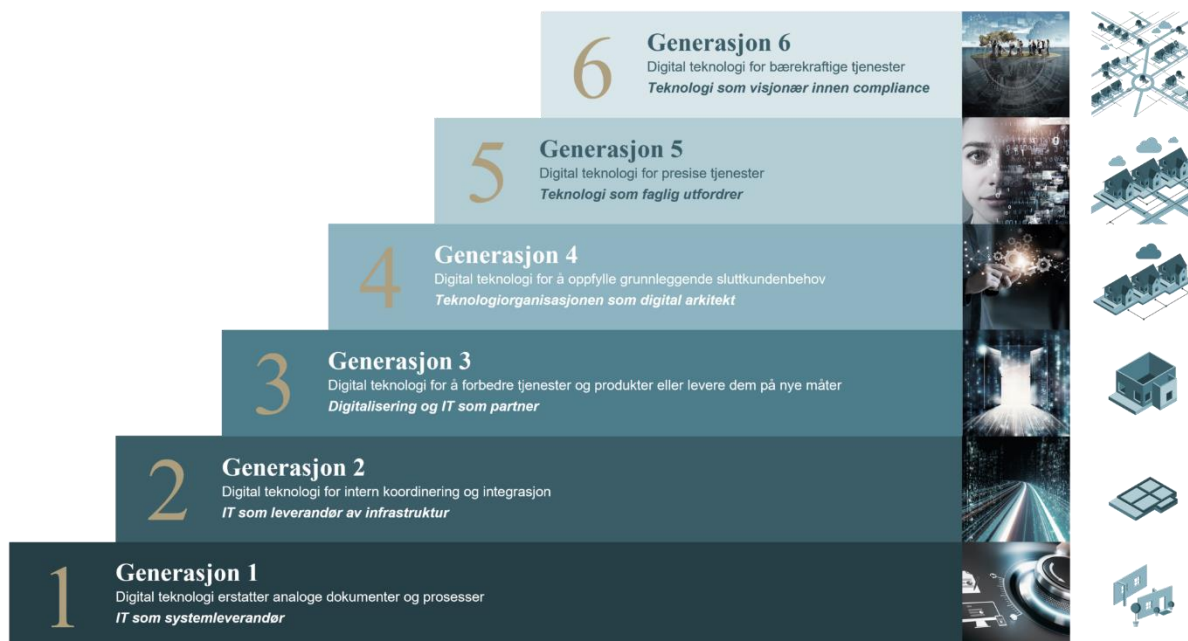 6
Generasjon 6
Digital teknologi for bærekraftige tjenester
Teknologi som visjonær innen compliance
5
Generasjon 5
Digital teknologi for presise tjenester
Teknologi som faglig utfordrer
4
Generasjon 4
Digital teknologi for å oppfylle grunnleggende sluttkundenbehov
Teknologiorganisasjonen som digital arkitekt
3
Generasjon 3
Digital teknologi for å forbedre tjenester og produkter eller levere dem på nye måter
Digitalisering og IT som partner
2
Generasjon 2
Digital teknologi for intern koordinering og integrasjon
IT som leverandør av infrastruktur
1
Generasjon 1
Digital teknologi erstatter analoge dokumenter og prosesser
IT som systemleverandør